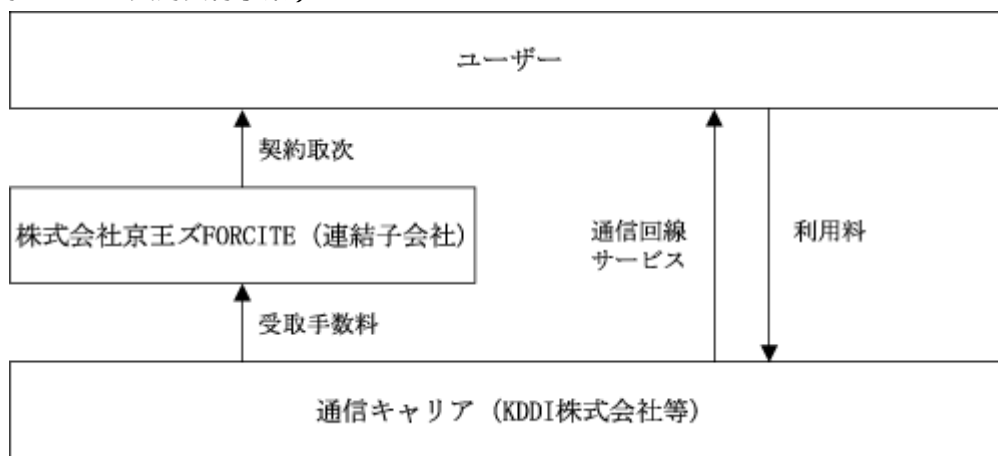 ユーザー
契約取次
株式会社京王ズFORCITE(連結子会社)
通信回線
サービス
利用料
受取手数料
通信キャリア(KDDI株式会社等)